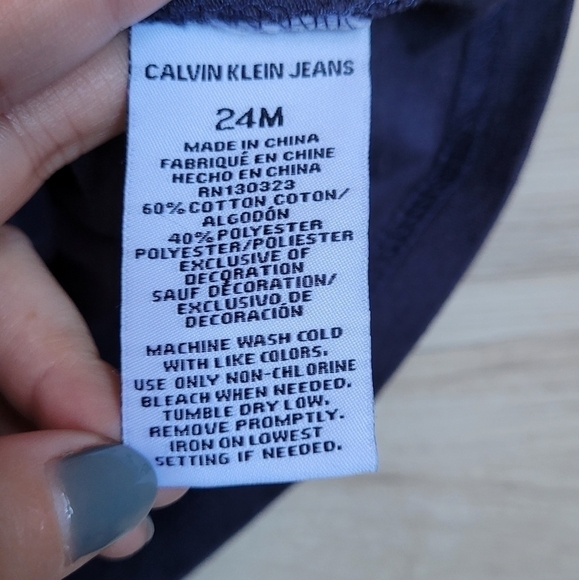 CALVIN KLEIN JEANS
24M
MADE IN CHINA
FABRIQUÉ EN CHINE
HECHO EN CHINA
RN130323
60% COTTON COTON/
ALGODÓN
40% POLYESTER
POLYESTER/POLIESTER
EXCLUSIVE OF
DECORATION
SAUF DÉCORATION/
EXCLUSIVO DE
DECORACIÓN
MACHINE WASH COLD
WITH LIKE COLORS.
USE ONLY NON-CHLORINE
BLEACH WHEN NEEDED.
TUMBLE DRY LOW.
REMOVE PROMPTLY.
IRON ON LOWEST
SETTING IF NEEDED.